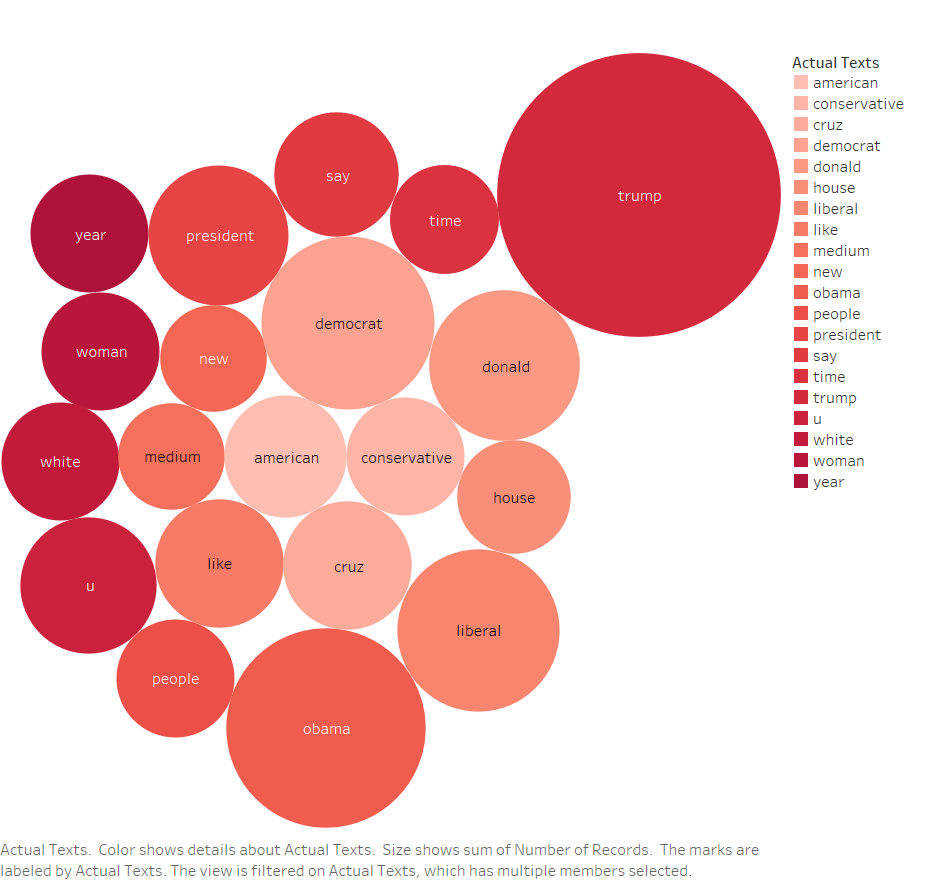 Actual Texts
american
conservative
cruz
democrat
donald
house
liberal
like
medium
new
obama
people
president
say
time
trump
u
white
woman
year
say
trump
time
year
president
democrat
woman
new
donald
white
medium
american
conservative
house
like
cruz
u
liberal
people
obama
Actual Texts.  Color shows details about Actual Texts.  Size shows sum of Number of Records.  The marks are
labeled by Actual Texts. The view is filtered on Actual Texts, which has multiple members selected.